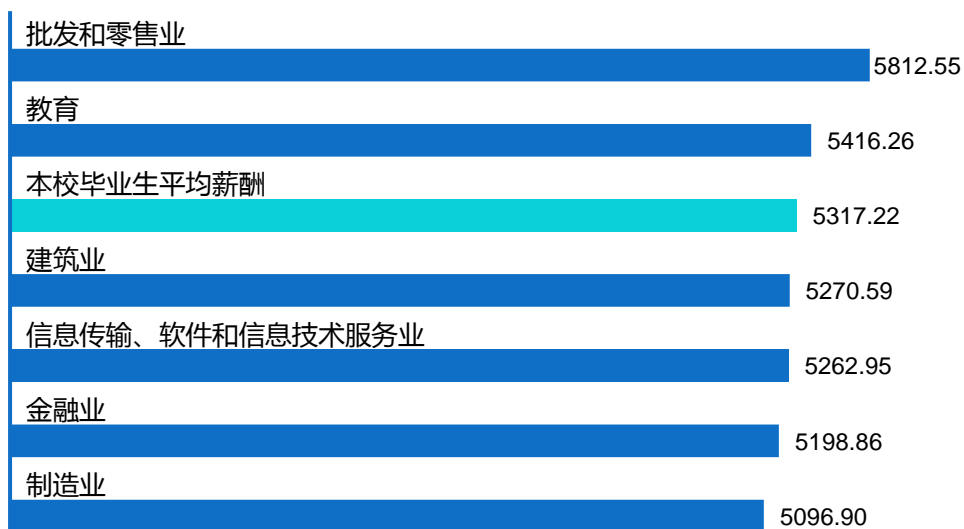 批发和零售业
5812.55
教育
5416.26
本校毕业生平均薪酬
5317.22
建筑业
5270.59
信息传输、软件和信息技术服务业
5262.95
金融业
5198.86
制造业
5096.90